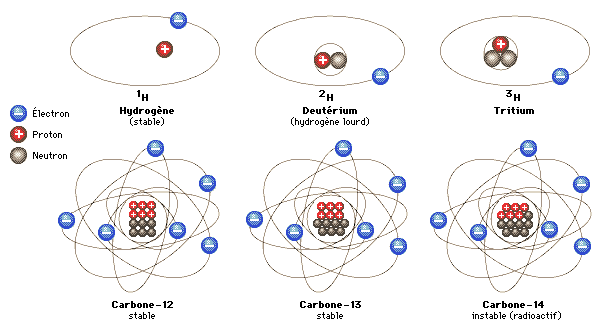 ¹H
Hydrogène
(stable)
²H
Deutérium
(hydrogène lourd)
³H
Tritium
Électron
Proton
Neutron
Carbone-12
stable
Carbone-13
stable
Carbone-14
instable (radioactif)